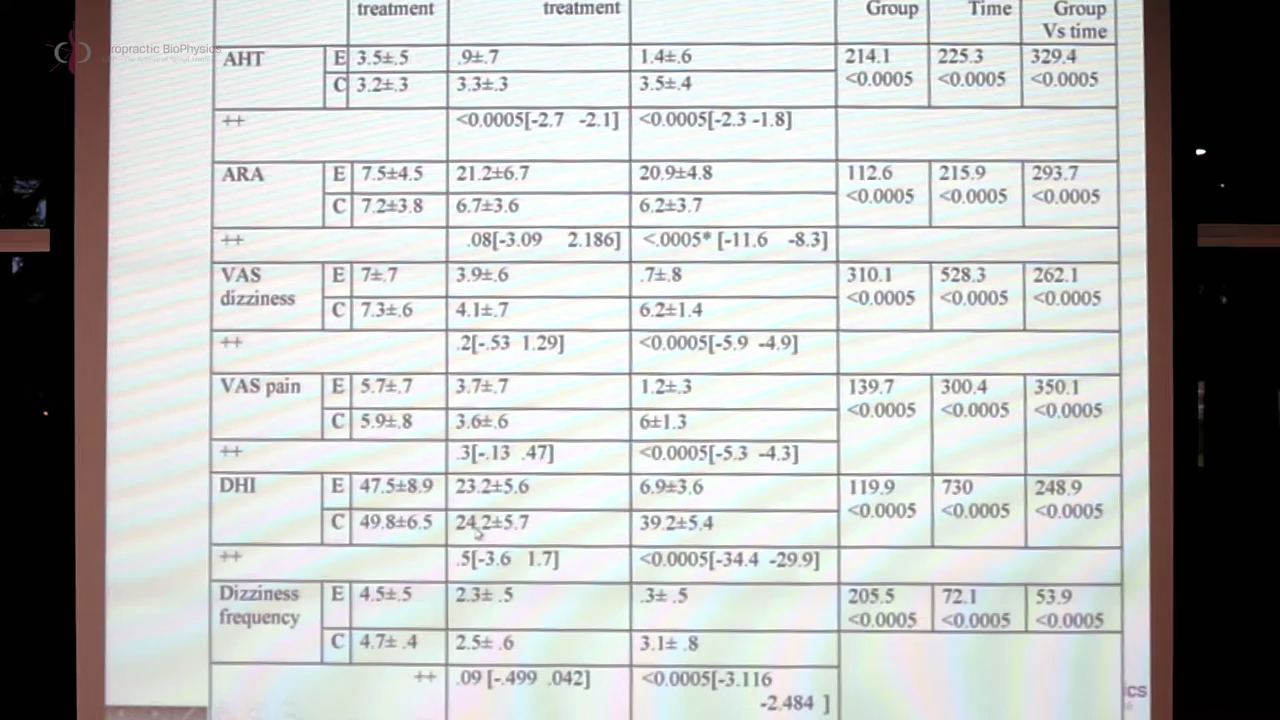 ropractic BioPhysics
treatment treatment Group Time Group
Vs time
AHT E 3.5±.5 .9±.7 1.4±.6 214.1 225.3 329.4
<0.0005 <0.0005 <0.0005
C 3.2±.3 3.3±.3 3.5±.4
++ <0.0005[-2.7 -2.1] <0.0005[-2.3 -1.8]
ARA E 7.5±4.5 21.2±6.7 20.9±4.8 112.6 215.9 293.7
<0.0005 <0.0005 <0.0005
C 7.2±3.8 6.7±3.6 6.2±3.7
++ .08[-3.09 2.186] <.0005* [-11.6 -8.3]
VAS E 7±.7 3.9±.6 .7±.8 310.1 528.3 262.1
dizziness <0.0005 <0.0005 <0.0005
C 7.3±.6 4.1±.7 6.2±1.4
++ .2[-.53 1.29] <0.0005[-5.9 -4.9]
VAS pain E 5.7±.7 3.7±.7 1.2±.3 139.7 300.4 350.1
<0.0005 <0.0005 <0.0005
C 5.9±.8 3.6±.6 6±1.3
++ .3[-.13 .47] <0.0005[-5.3 -4.3]
DHI E 47.5±8.9 23.2±5.6 6.9±3.6 119.9 730 248.9
<0.0005 <0.0005 <0.0005
C 49.8±6.5 24.2±5.7 39.2±5.4
++ .5[-3.6 1.7] <0.0005[-34.4 -29.9]
Dizziness E 4.5±.5 2.3± .5 .3± .5 205.5 72.1 53.9
frequency <0.0005 <0.0005 <0.0005
C 4.7± .4 2.5± .6 3.1± .8
++ .09 [-.499 .042] <0.0005[-3.116
-2.484 ]
ics